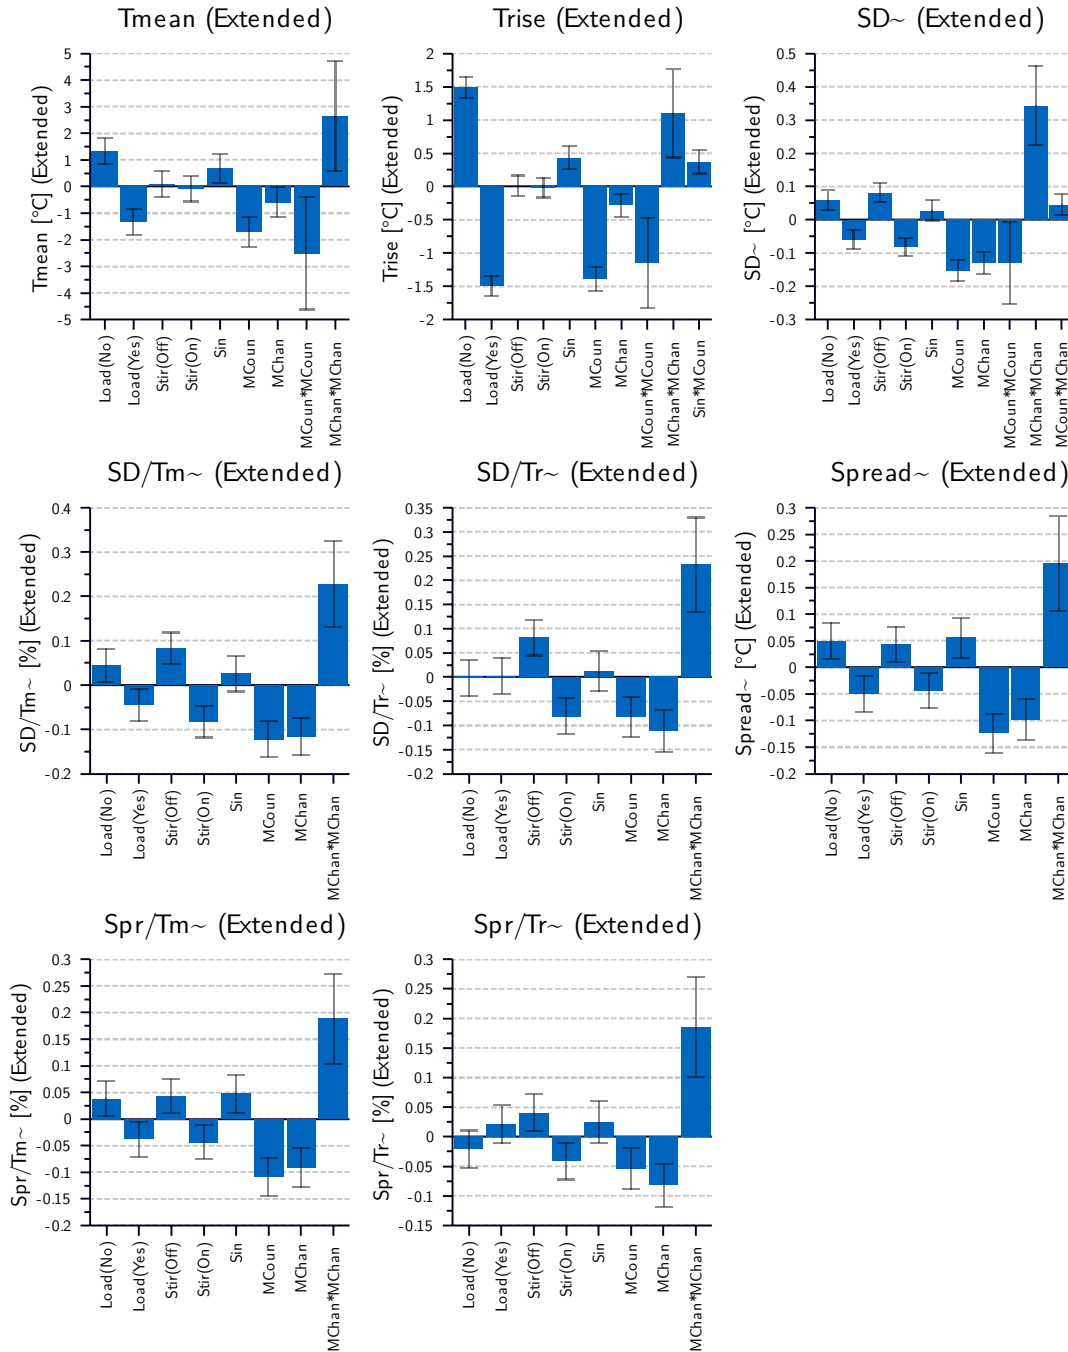 Tmean (Extended)
Trise (Extended)
SD~ (Extended)
Tmean [°C] (Extended)
5
4
3
2
1
0
-1
-2
-3
-4
-5
Load(No)
Load(Yes)
Stir(Off)
Stir(On)
Sin
MCoun
MChan
MCoun*MCoun
MChan*MChan
Trise [°C] (Extended)
2
1.5
1
0.5
0
-0.5
-1
-1.5
-2
Load(No)
Load(Yes)
Stir(Off)
Stir(On)
Sin
MCoun
MChan
MCoun*MCoun
MChan*MChan
Sin*MCoun
SD~ [°C] (Extended)
0.5
0.4
0.3
0.2
0.1
0
-0.1
-0.2
-0.3
Load(No)
Load(Yes)
Stir(Off)
Stir(On)
Sin
MCoun
MChan
MCoun*MCoun
MChan*MChan
MCoun*MChan
SD/Tm~ (Extended)
SD/Tr~ (Extended)
Spread~ (Extended)
SD/Tm~ [%] (Extended)
0.4
0.3
0.2
0.1
0
-0.1
-0.2
Load(No)
Load(Yes)
Stir(Off)
Stir(On)
Sin
MCoun
MChan
MChan*MChan
SD/Tr~ [%] (Extended)
0.35
0.3
0.25
0.2
0.15
0.1
0.05
0
-0.05
-0.1
-0.15
-0.2
Load(No)
Load(Yes)
Stir(Off)
Stir(On)
Sin
MCoun
MChan
MChan*MChan
Spread~ [°C] (Extended)
0.3
0.25
0.2
0.15
0.1
0.05
0
-0.05
-0.1
-0.15
-0.2
Load(No)
Load(Yes)
Stir(Off)
Stir(On)
Sin
MCoun
MChan
MChan*MChan
Spr/Tm~ (Extended)
Spr/Tr~ (Extended)
Spr/Tm~ [%] (Extended)
0.3
0.25
0.2
0.15
0.1
0.05
0
-0.05
-0.1
-0.15
-0.2
Load(No)
Load(Yes)
Stir(Off)
Stir(On)
Sin
MCoun
MChan
MChan*MChan
Spr/Tr~ [%] (Extended)
0.3
0.25
0.2
0.15
0.1
0.05
0
-0.05
-0.1
-0.15
Load(No)
Load(Yes)
Stir(Off)
Stir(On)
Sin
MCoun
MChan
MChan*MChan